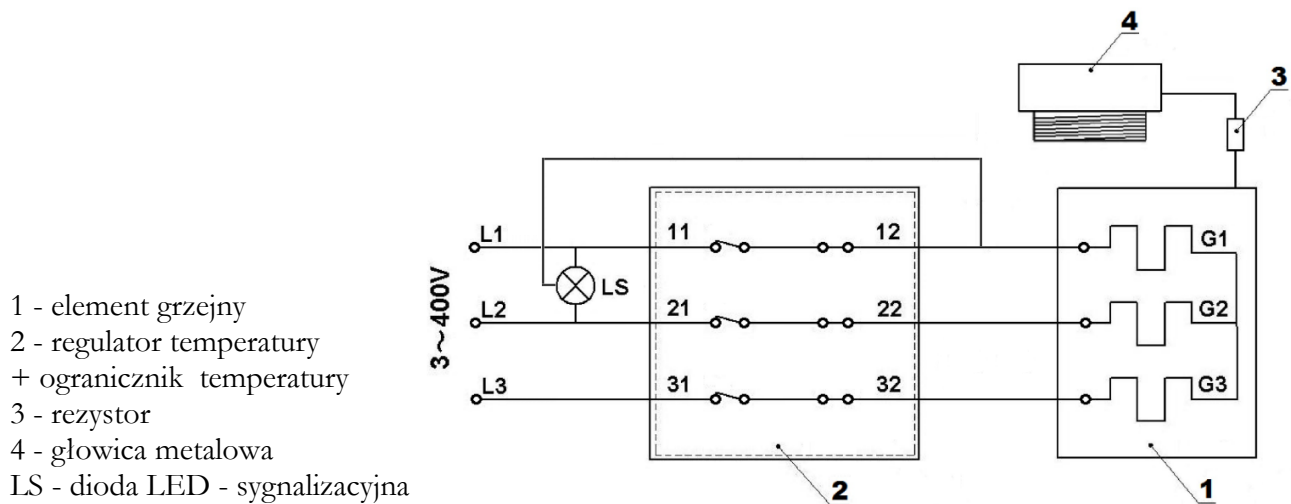 4
3
L1
11
12
G1
LS
L2
21
22
G2
3~400V
L3
31
32
G3
2
1
1 - element grzejny
2 - regulator temperatury
+ ogranicznik temperatury
3 - rezystor
4 - głowica metalowa
LS - dioda LED - sygnalizacyjna